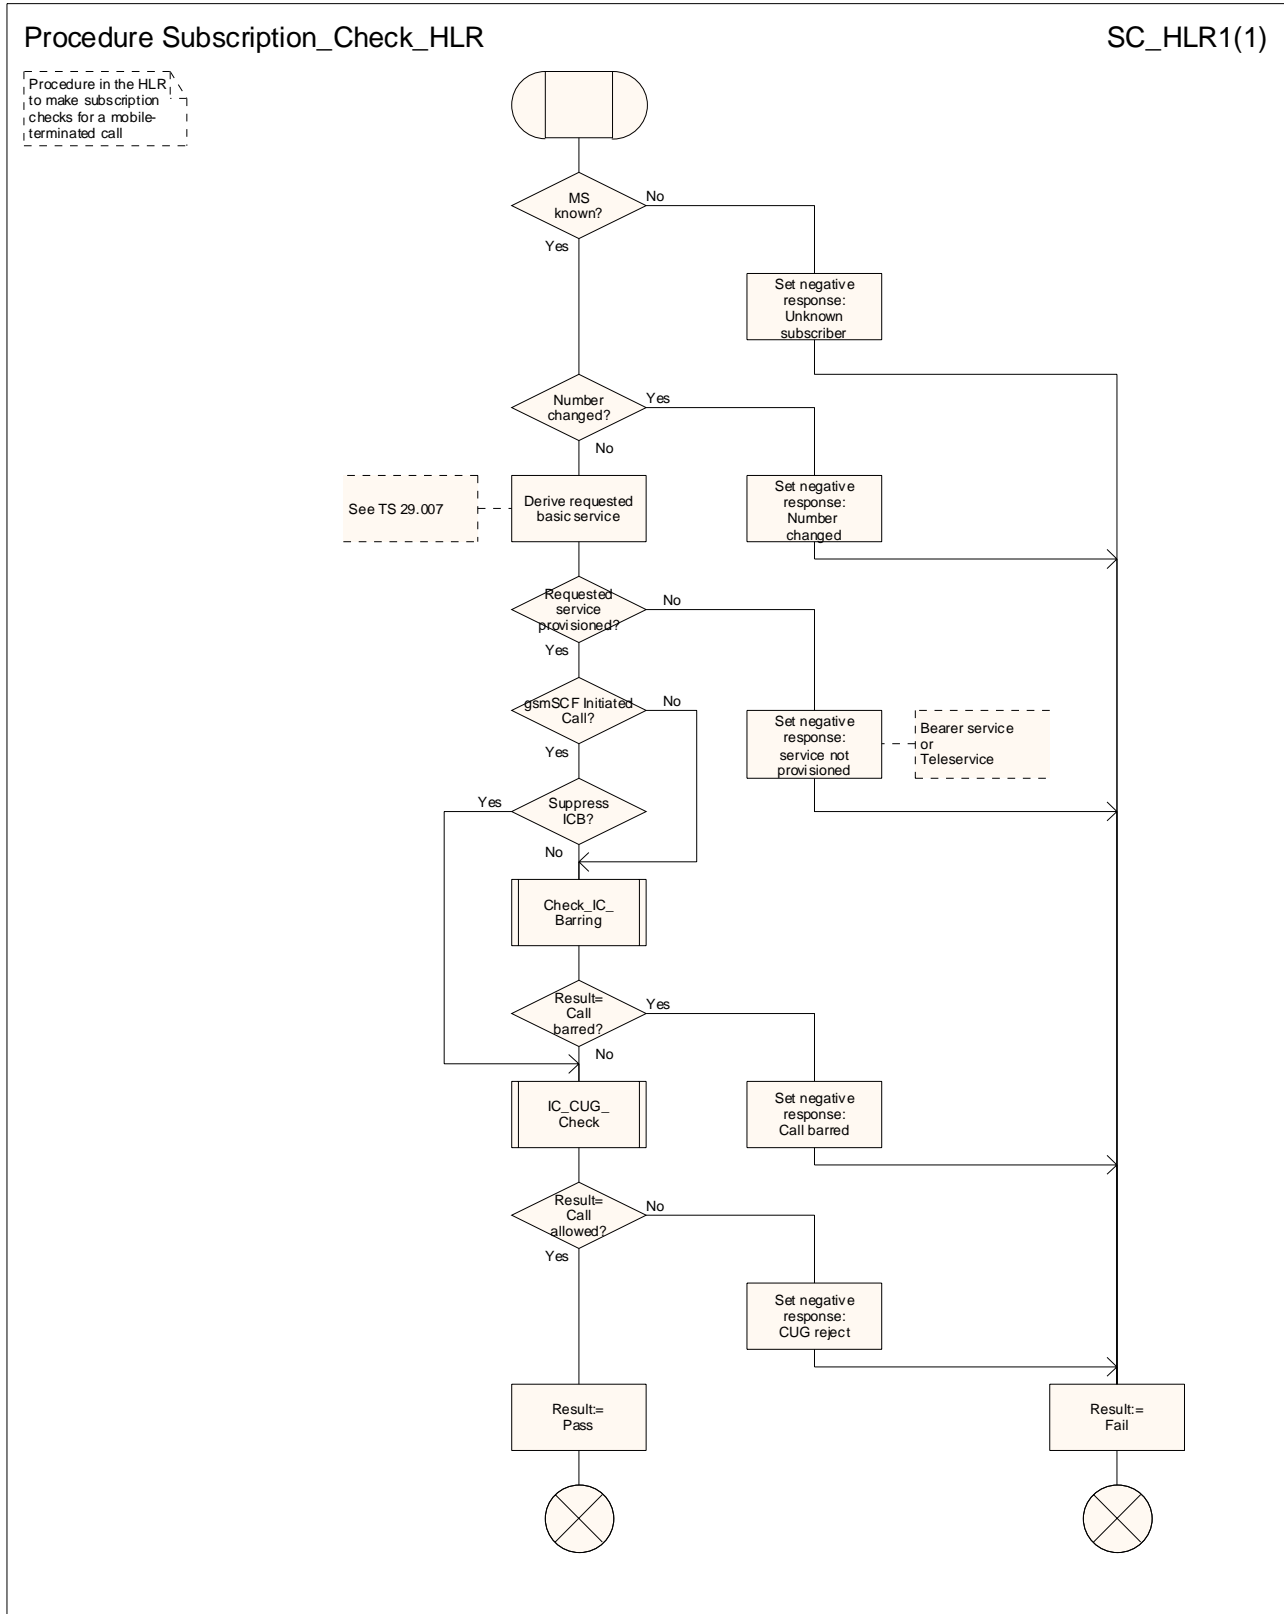 Procedure Subscription_Check_HLR
SC_HLR1(1)
Procedure in the HLR
to make subscription
checks for a mobile-
terminated call
MS
known?
No
Yes
Set negative
response:
Unknown
subscriber
Number
changed?
Yes
No
See TS 29.007
Derive requested
basic service
Set negative
response:
Number
changed
Requested
service
provisioned?
No
Yes
gsmSCF Initiated
Call?
No
Yes
Set negative
response:
service not
provisioned
Bearer service
or
Teleservice
Suppress
ICB?
Yes
No
Check_IC_
Barring
Result=
Call
barred?
Yes
No
IC_CUG_
Check
Set negative
response:
Call barred
Result=
Call
allowed?
No
Yes
Set negative
response:
CUG reject
Result:=
Pass
Result:=
Fail